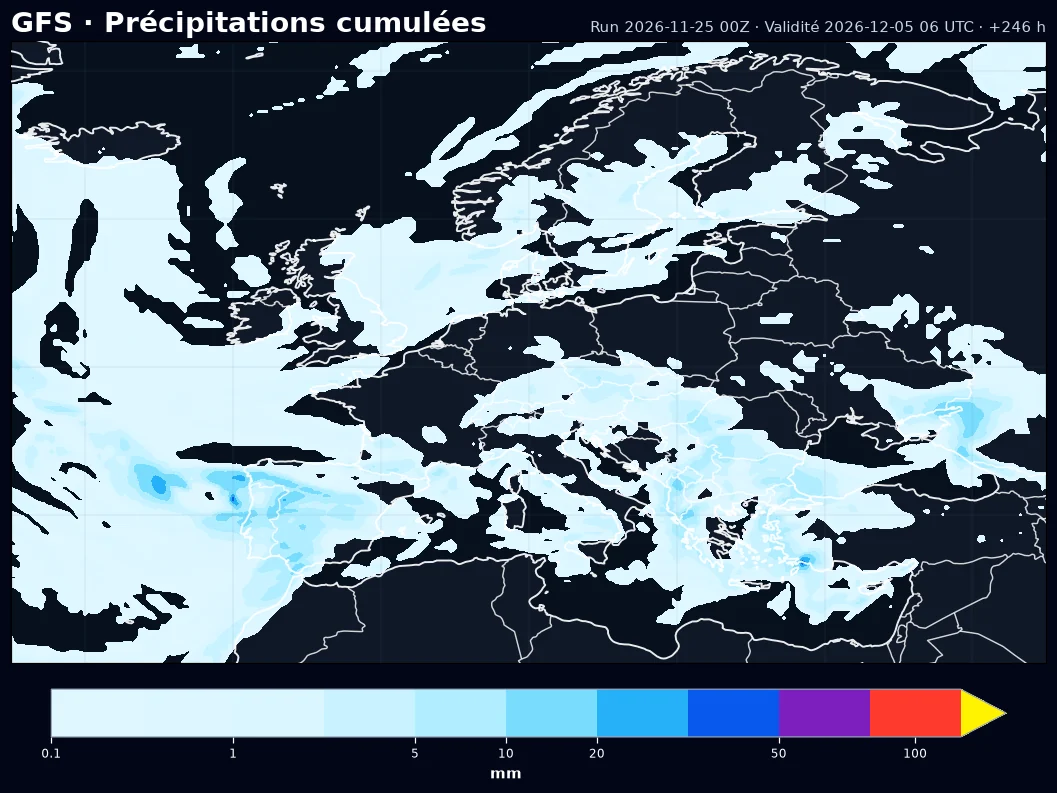 GFS · Précipitations cumulées
Run 2026-11-25 00Z · Validité 2026-12-05 06 UTC · +246 h
0.1 1 5 10 20 50 100
mm